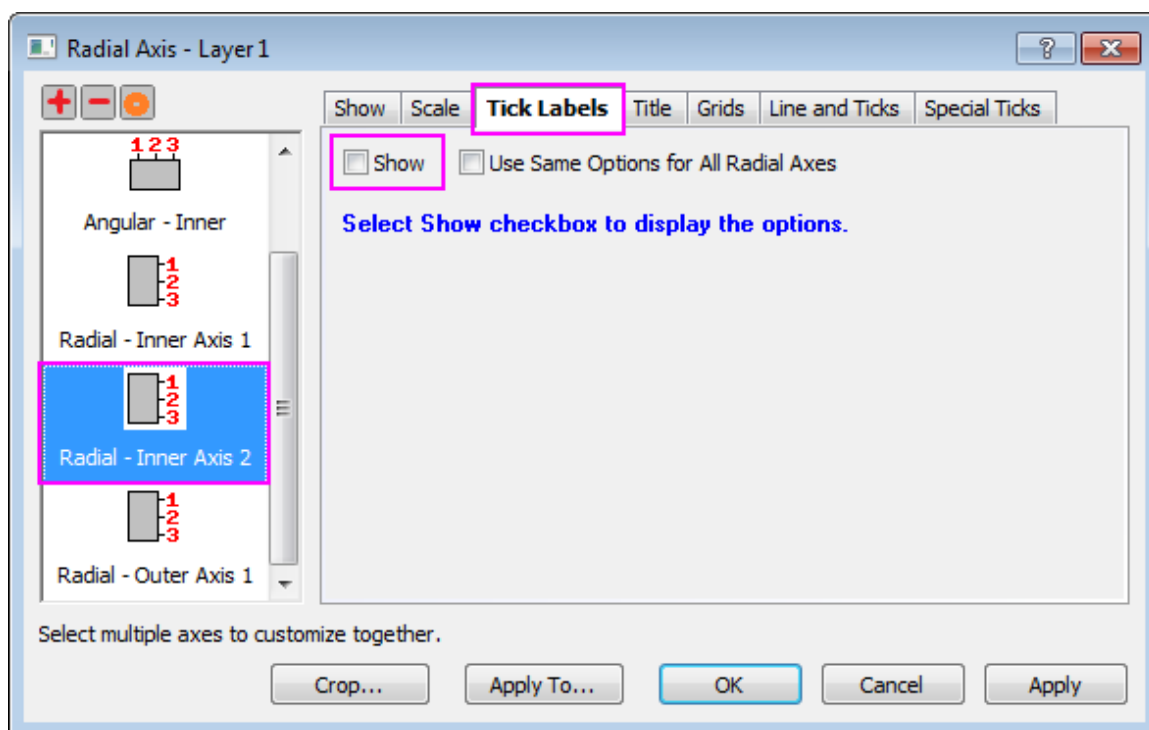 Radial Axis - Layer 1
Show Scale Tick Labels Title Grids Line and Ticks Special Ticks
1 2 3
Angular - Inner
1
2
3
Radial - Inner Axis 1
1
2
3
Radial - Inner Axis 2
1
2
3
Radial - Outer Axis 1
Show Use Same Options for All Radial Axes
Select Show checkbox to display the options.
Select multiple axes to customize together.
Crop... Apply To... OK Cancel Apply